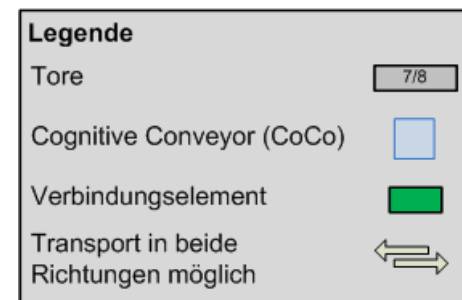 Legende
Tore 7/8
Cognitive Conveyor (CoCo)
Verbindungselement
Transport in beide
Richtungen möglich